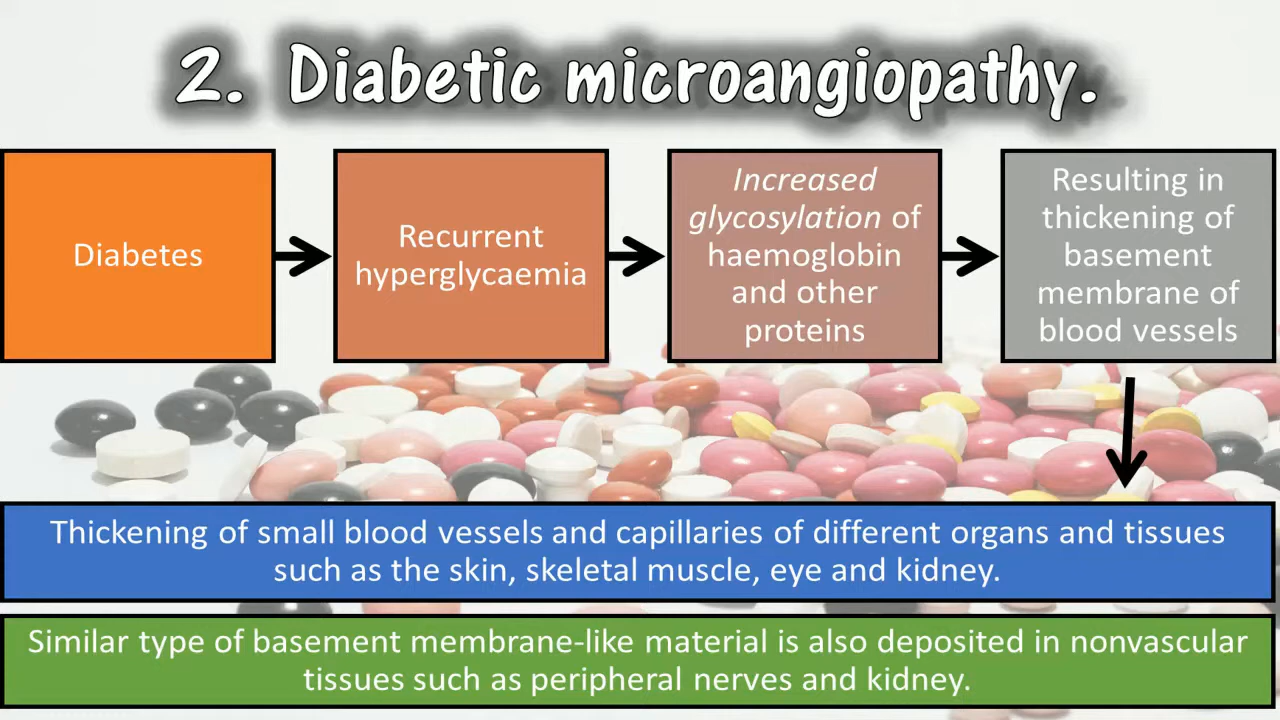 2. Diabetic microangiopathy.
Diabetes
Recurrent
hyperglycaemia
Increased
glycosylation of
haemoglobin
and other
proteins
Resulting in
thickening of
basement
membrane of
blood vessels
Thickening of small blood vessels and capillaries of different organs and tissues
such as the skin, skeletal muscle, eye and kidney.
Similar type of basement membrane-like material is also deposited in nonvascular
tissues such as peripheral nerves and kidney.